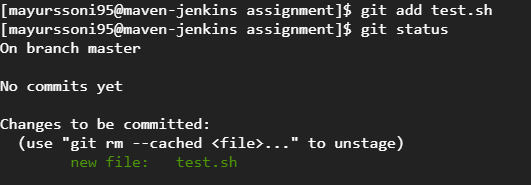 [mayurssoni95@maven-jenkins assignment]$ git add test.sh
[mayurssoni95@maven-jenkins assignment]$ git status
On branch master
No commits yet
Changes to be committed:
(use "git rm --cached <file>..." to unstage)
new file:   test.sh